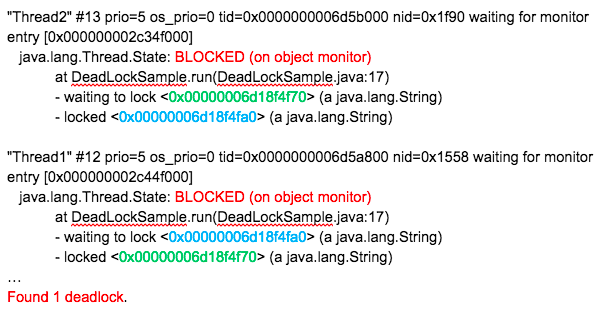 "Thread2" #13 prio=5 os_prio=0 tid=0x0000000006d5b000 nid=0x1f90 waiting for monitor
entry [0x000000002c34f000]
java.lang.Thread.State: BLOCKED (on object monitor)
at DeadLockSample.run(DeadLockSample.java:17)
- waiting to lock <0x00000006d18f4f70> (a java.lang.String)
- locked <0x00000006d18f4fa0> (a java.lang.String)
"Thread1" #12 prio=5 os_prio=0 tid=0x0000000006d5a800 nid=0x1558 waiting for monitor
entry [0x000000002c44f000]
java.lang.Thread.State: BLOCKED (on object monitor)
at DeadLockSample.run(DeadLockSample.java:17)
- waiting to lock <0x00000006d18f4fa0> (a java.lang.String)
- locked <0x00000006d18f4f70> (a java.lang.String)
…
Found 1 deadlock.